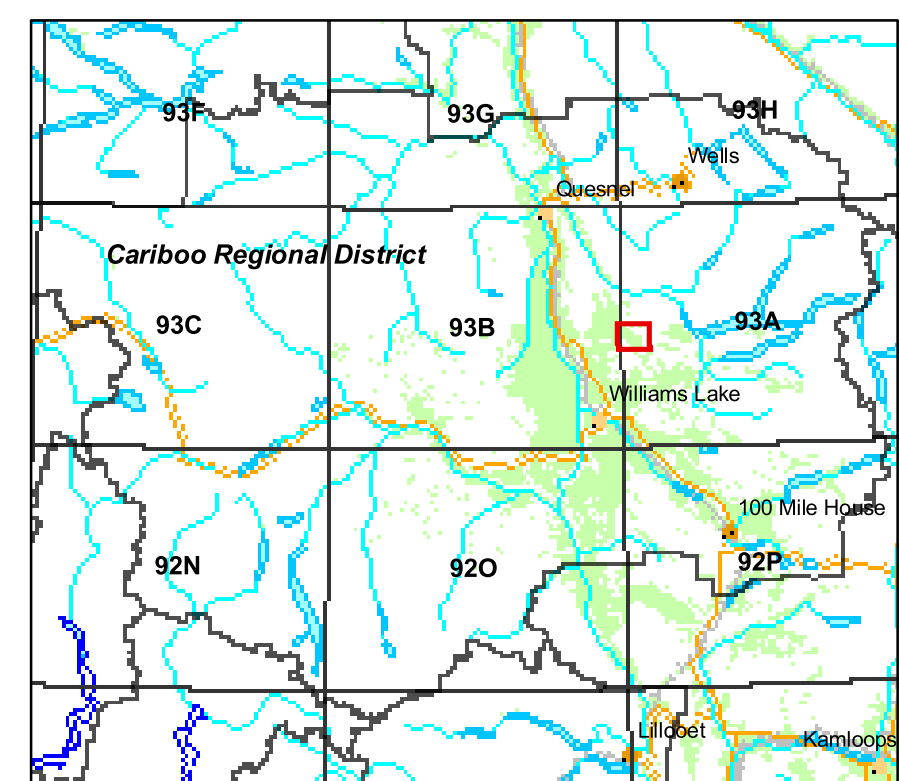 93F
93G
93H
Wells
Quesnel
Cariboo Regional District
93C
93B
93A
Williams Lake
100 Mile House
92N
92O
92P
Lillooet
Kamloops